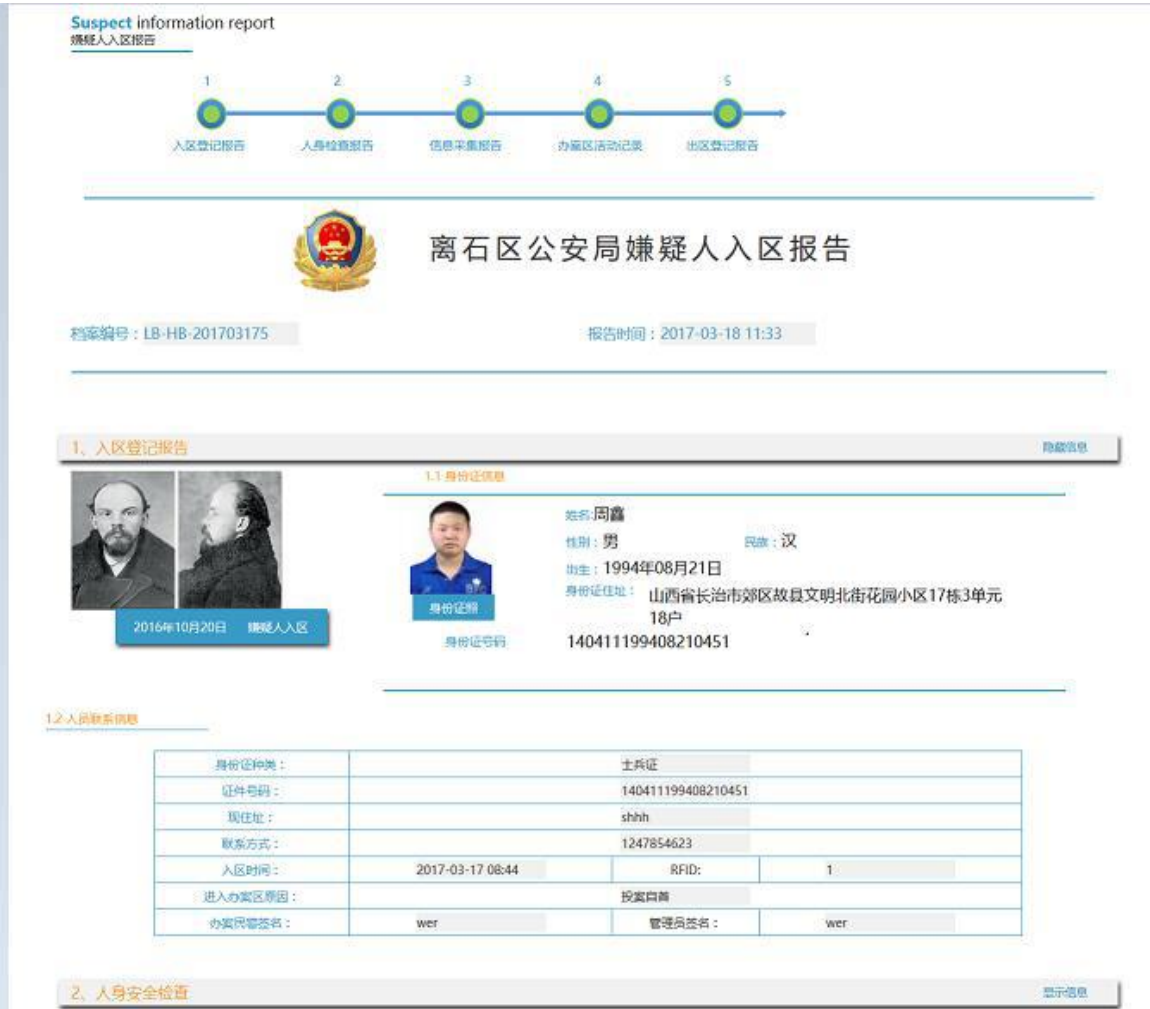 Suspect information report
嫌疑人入区报告
1 2 3 4 5
入区登记报告 人身检查报告 信息采集报告 办案区活动记录 出区登记报告
离石区公安局嫌疑人入区报告
档案编号：LB-HB-201703175 报告时间：2017-03-18 11:33
1、入区登记报告 隐藏信息
1.1 身份证信息
姓名:周鑫
性别：男 民族：汉
出生：1994年08月21日
身份证住址： 山西省长治市郊区故县文明北街花园小区17栋3单元
18户
身份证照
身份证号码 140411199408210451
2016年10月20日 嫌疑人入区
1.2 人员联系信息
身份证种类： 士兵证
证件号码： 140411199408210451
现住址： shhh
联系方式： 1247854623
入区时间： 2017-03-17 08:44 RFID: 1
进入办案区原因： 投案自首
办案民警签名： wer 管理员签名： wer
2、人身安全检查 显示信息